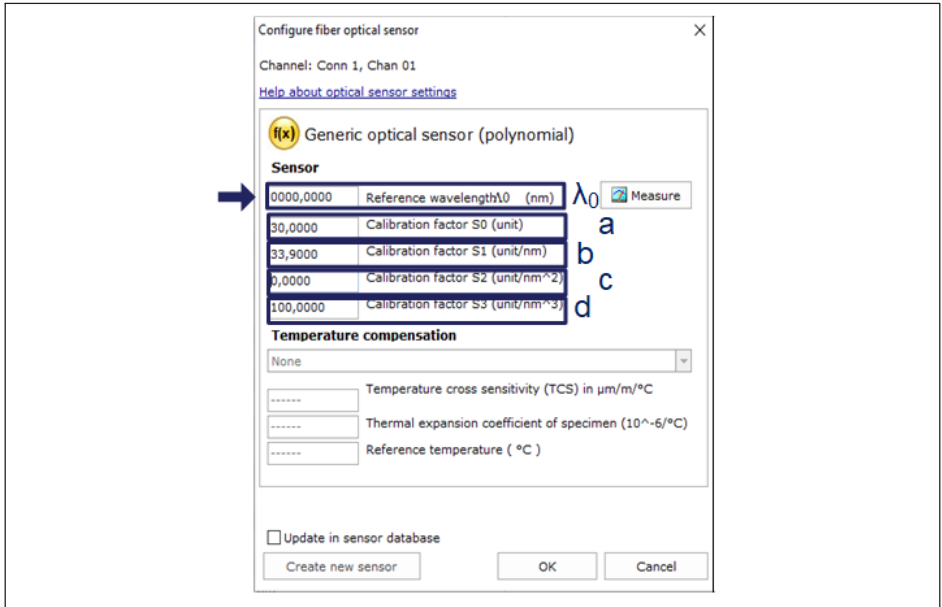 Configure fiber optical sensor
Channel: Conn 1, Chan 01
Help about optical sensor settings
f(x) Generic optical sensor (polynomial)
Sensor
0000,0000 Reference wavelengthλ0 (nm) λ0 Measure
30,0000 Calibration factor S0 (unit) a
33,9000 Calibration factor S1 (unit/nm) b
0,0000 Calibration factor S2 (unit/nm^2) c
100,0000 Calibration factor S3 (unit/nm^3) d
Temperature compensation
None
------ Temperature cross sensitivity (TCS) in µm/m/°C
------ Thermal expansion coefficient of specimen (10^-6/°C)
------ Reference temperature ( °C )
Update in sensor database
Create new sensor OK Cancel